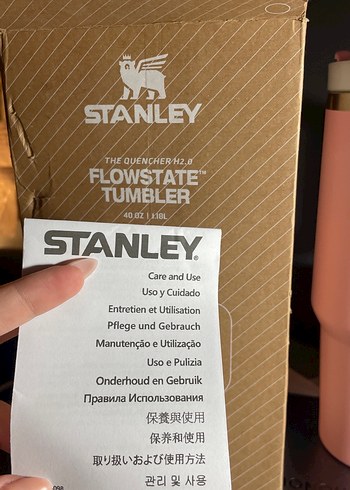 STANLEY
THE QUENCHER H2.0
FLOWSTATE™
TUMBLER
40 OZ | 1.18L
STANLEY®
Care and Use
Uso y Cuidado
Entretien et Utilisation
Pflege und Gebrauch
Manutenção e Utilização
Uso e Pulizia
Onderhoud en Gebruik
Правила Использования
保養與使用
保养和使用
取り扱いおよび使用方法
관리 및 사용